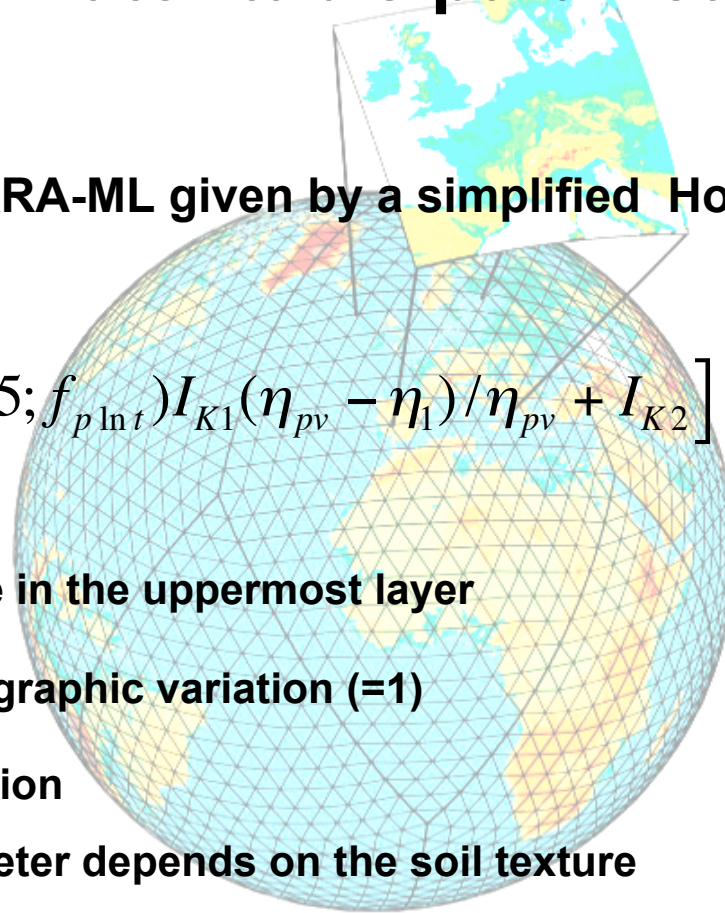 RA-ML given by a simplified Ho
5; f_{p ln t})I_{K1}(η_{pv} − η_1)/η_{pv} + I_{K2}]
e in the uppermost layer
graphic variation (=1)
ion
eter depends on the soil texture